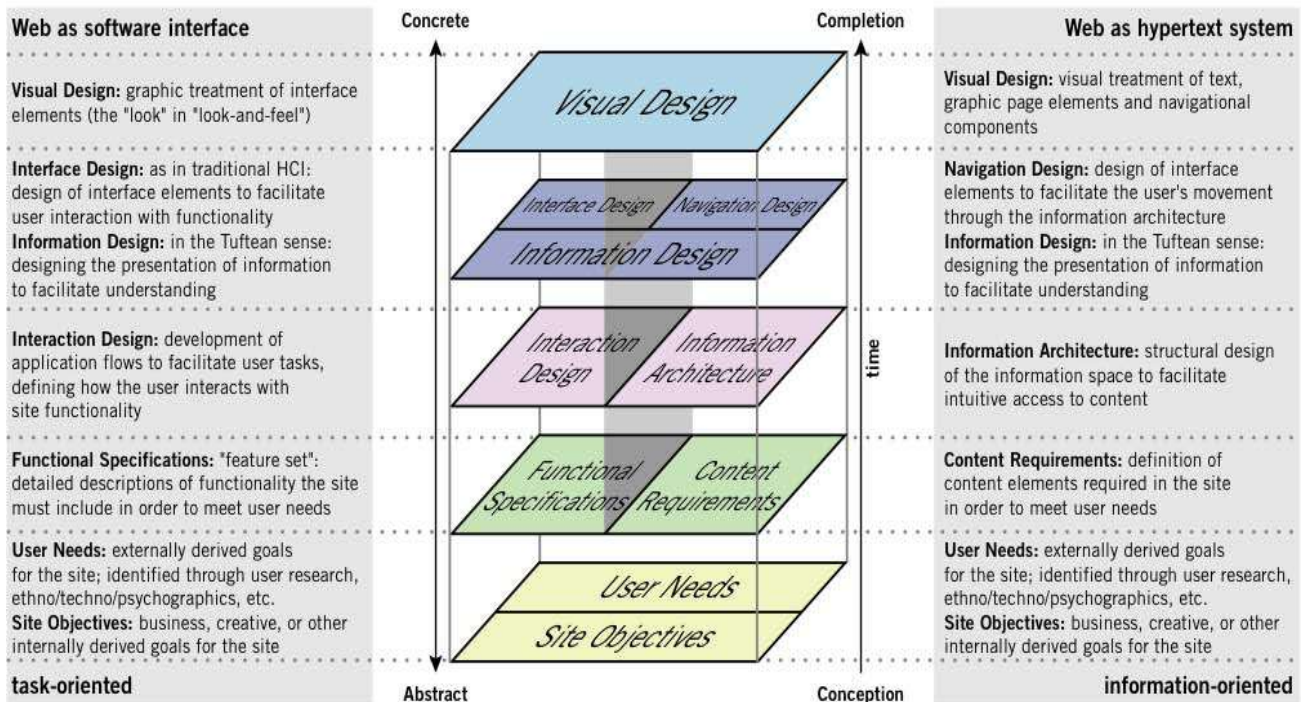 Web as software interface
Visual Design: graphic treatment of interface
elements (the "look" in "look-and-feel")
Interface Design: as in traditional HCI:
design of interface elements to facilitate
user interaction with functionality
Information Design: in the Tuftean sense:
designing the presentation of information
to facilitate understanding
Interaction Design: development of
application flows to facilitate user tasks,
defining how the user interacts with
site functionality
Functional Specifications: "feature set":
detailed descriptions of functionality the site
must include in order to meet user needs
User Needs: externally derived goals
for the site; identified through user research,
ethno/techno/psychographics, etc.
Site Objectives: business, creative, or other
internally derived goals for the site
task-oriented
Concrete
Completion
Visual Design
Interface Design
Navigation Design
Information Design
Interaction
Design
Information
Architecture
Functional
Specifications
Content
Requirements
User Needs
Site Objectives
time
Abstract
Conception
Web as hypertext system
Visual Design: visual treatment of text,
graphic page elements and navigational
components
Navigation Design: design of interface
elements to facilitate the user's movement
through the information architecture
Information Design: in the Tuftean sense:
designing the presentation of information
to facilitate understanding
Information Architecture: structural design
of the information space to facilitate
intuitive access to content
Content Requirements: definition of
content elements required in the site
in order to meet user needs
User Needs: externally derived goals
for the site; identified through user research,
ethno/techno/psychographics, etc.
Site Objectives: business, creative, or other
internally derived goals for the site
information-oriented